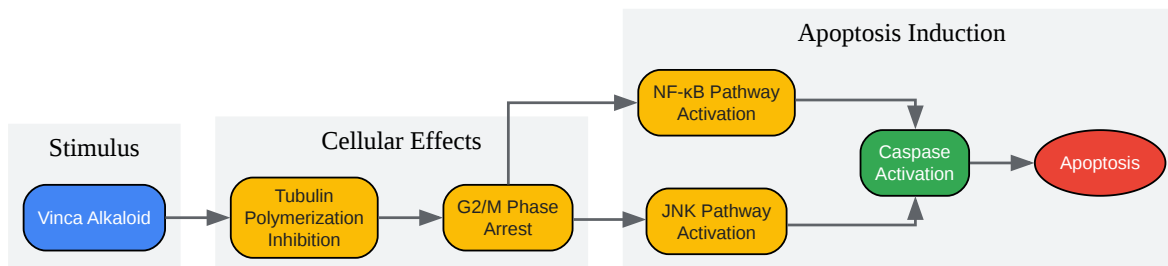 Stimulus
Vinca Alkaloid
Cellular Effects
Tubulin
Polymerization
Inhibition
G2/M Phase
Arrest
Apoptosis Induction
NF-κB Pathway
Activation
JNK Pathway
Activation
Caspase
Activation
Apoptosis